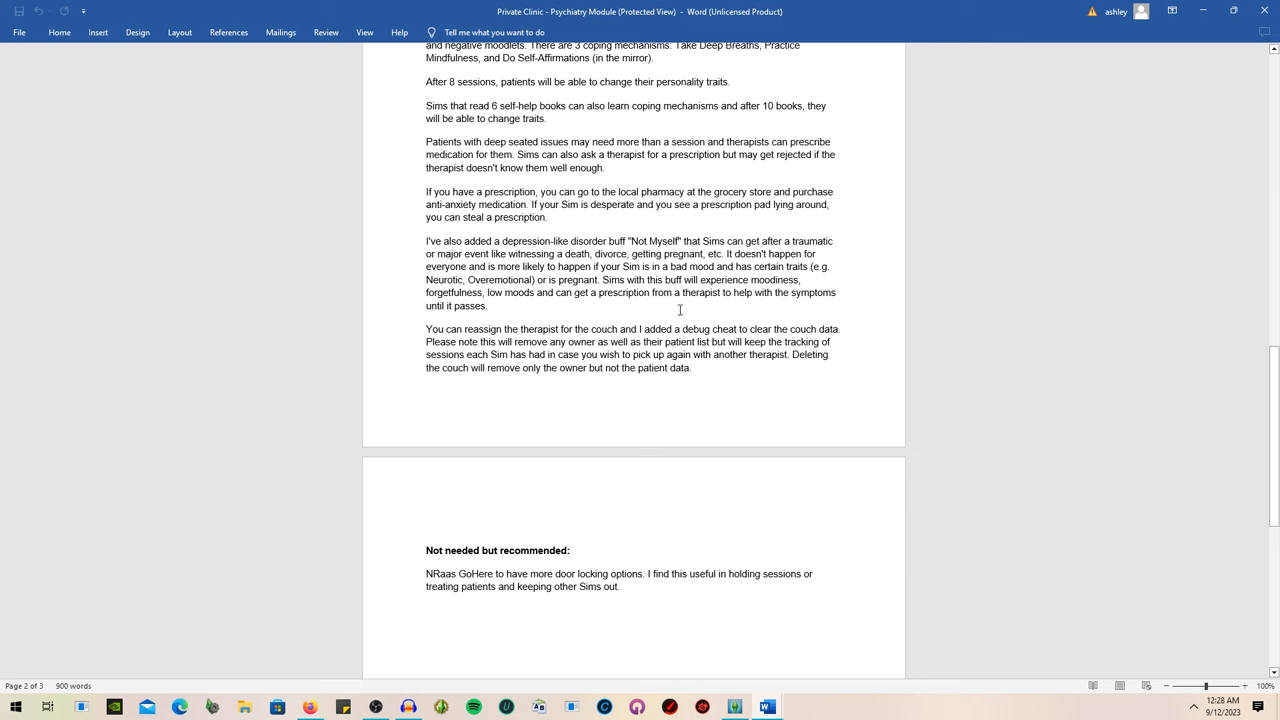 Private Clinic - Psychiatry Module (Protected View) - Word (Unlicensed Product)
ashley
File Home Insert Design Layout References Mailings Review View Help Tell me what you want to do
and negative moodlets. There are 3 coping mechanisms: Take Deep Breaths, Practice
Mindfulness, and Do Self-Affirmations (in the mirror).
After 8 sessions, patients will be able to change their personality traits.
Sims that read 6 self-help books can also learn coping mechanisms and after 10 books, they
will be able to change traits.
Patients with deep seated issues may need more than a session and therapists can prescribe
medication for them. Sims can also ask a therapist for a prescription but may get rejected if the
therapist doesn't know them well enough.
If you have a prescription, you can go to the local pharmacy at the grocery store and purchase
anti-anxiety medication. If your Sim is desperate and you see a prescription pad lying around,
you can steal a prescription.
I've also added a depression-like disorder buff "Not Myself" that Sims can get after a traumatic
or major event like witnessing a death, divorce, getting pregnant, etc. It doesn't happen for
everyone and is more likely to happen if your Sim is in a bad mood and has certain traits (e.g.
Neurotic, Overemotional) or is pregnant. Sims with this buff will experience moodiness,
forgetfulness, low moods and can get a prescription from a therapist to help with the symptoms
until it passes.
You can reassign the therapist for the couch and I added a debug cheat to clear the couch data.
Please note this will remove any owner as well as their patient list but will keep the tracking of
sessions each Sim has had in case you wish to pick up again with another therapist. Deleting
the couch will remove only the owner but not the patient data.
Not needed but recommended:
NRaas GoHere to have more door locking options. I find this useful in holding sessions or
treating patients and keeping other Sims out.
Page 2 of 3 900 words
100%
12:28 AM
9/12/2023